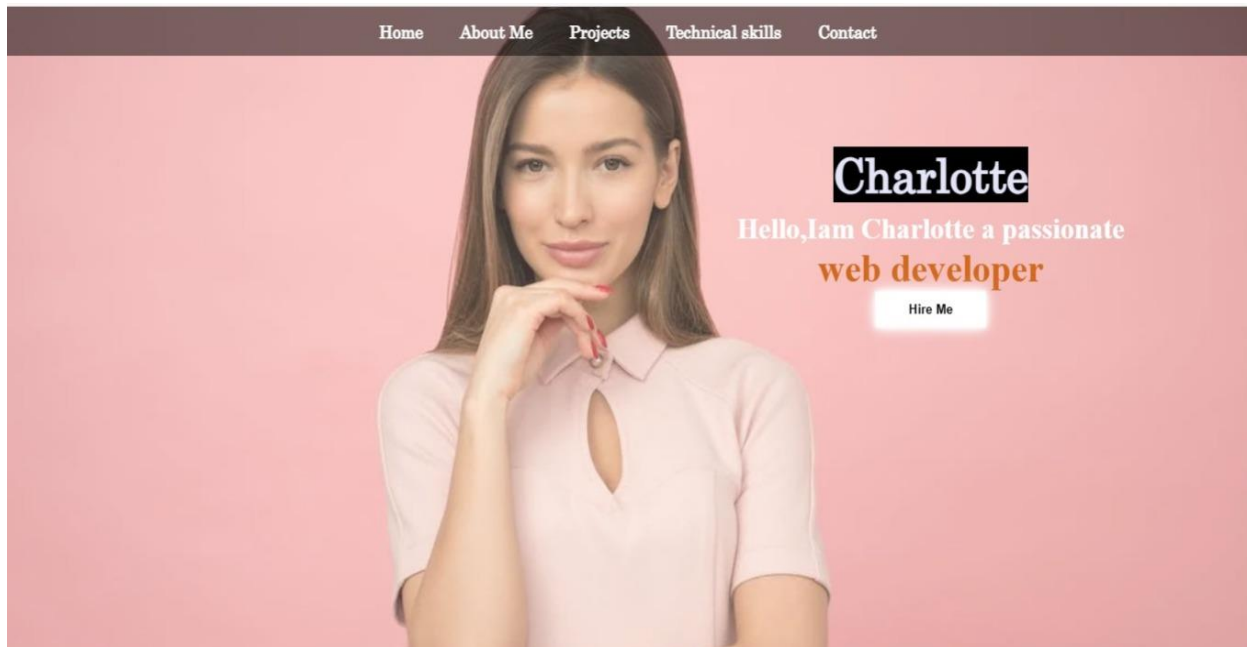 Home About Me Projects Technical skills Contact
Charlotte
Hello,Iam Charlotte a passionate
web developer
Hire Me